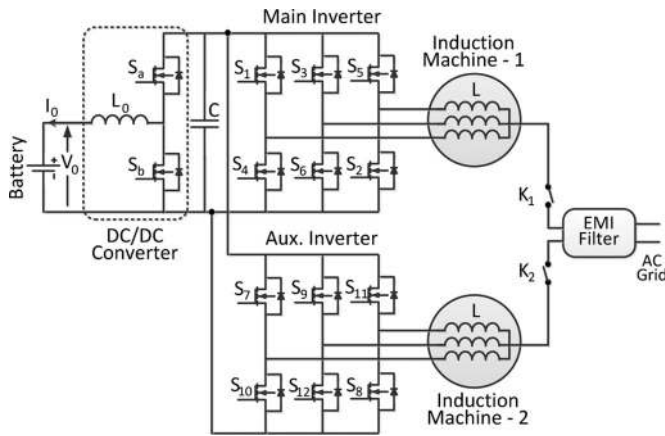 Main Inverter
Induction
Machine - 1
Sa
S1
S3
S5
L
I0
L0
C
Battery
+
-
V0
Sb
S4
S6
S2
K1
DC/DC
Converter
Aux. Inverter
EMI
Filter
AC
Grid
K2
S7
S9
S11
L
S10
S12
S8
Induction
Machine - 2